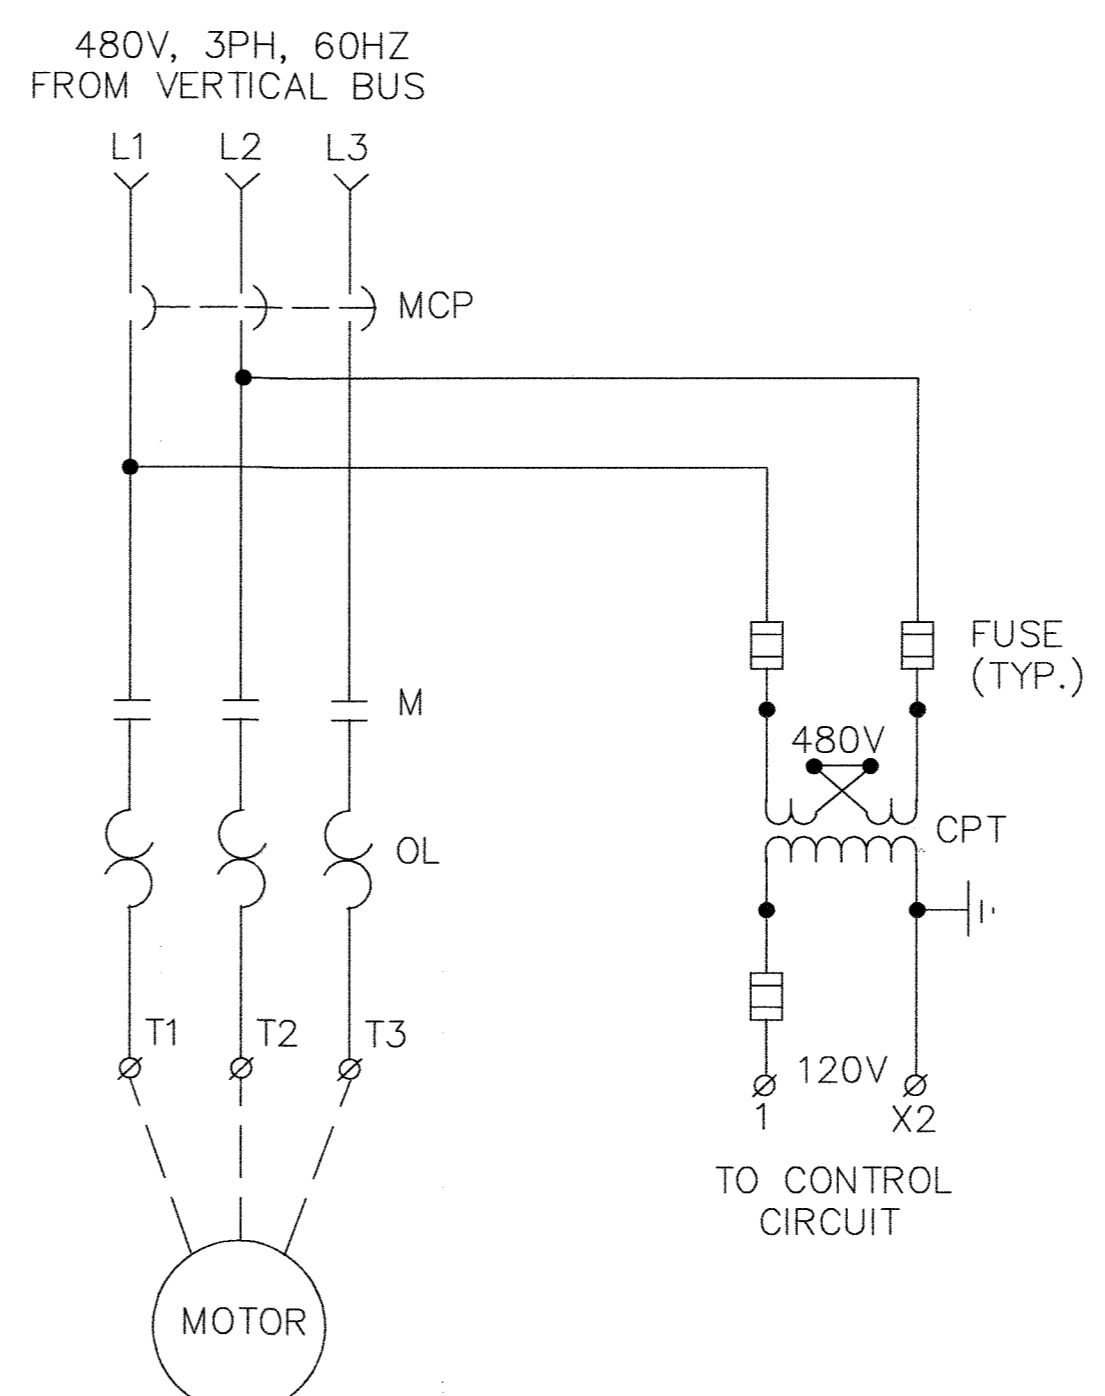 480V, 3PH, 60HZ
FROM VERTICAL BUS
L1 L2 L3
MCP
FUSE
(TYP.)
M
480V
CPT
OL
T1 T2 T3
120V
1 X2
TO CONTROL
CIRCUIT
MOTOR